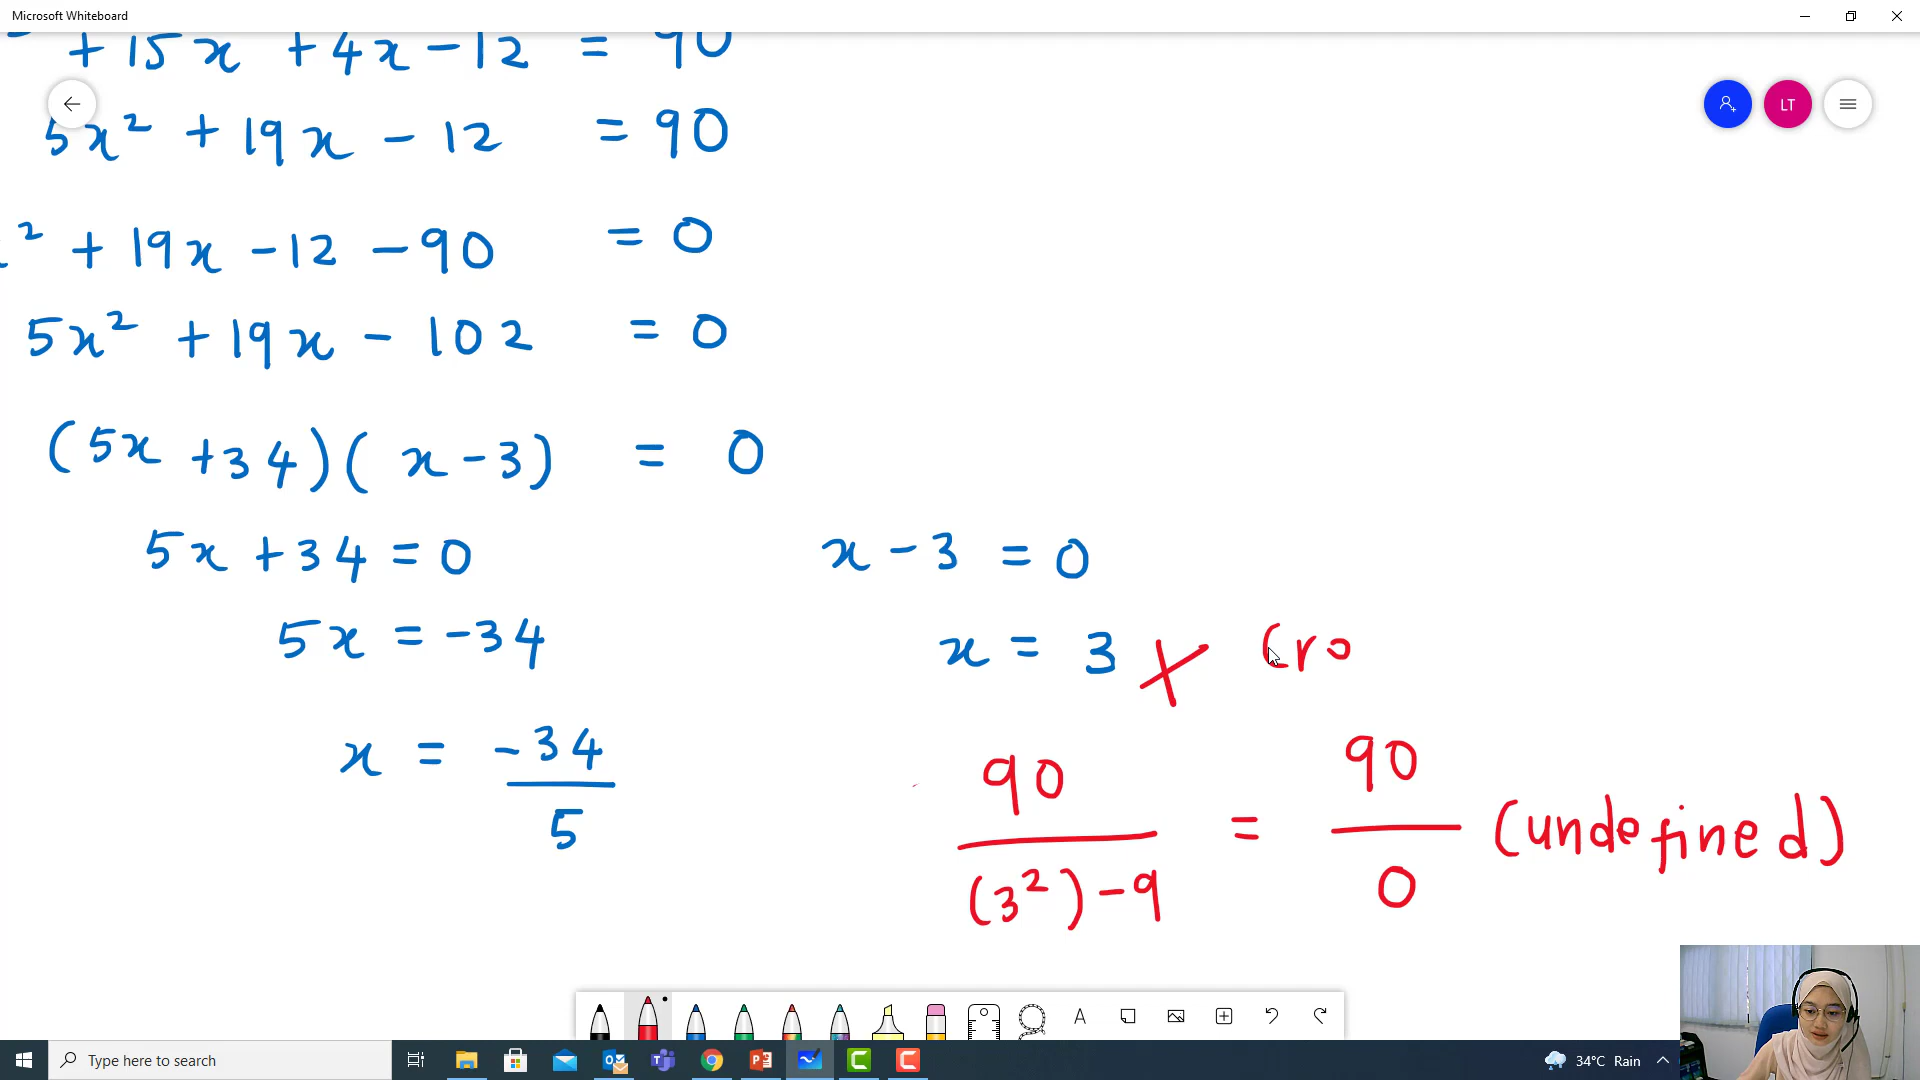 Microsoft Whiteboard
+ 15x + 4x - 12 = 90
LT
5x² + 19x - 12 = 90
² + 19x - 12 - 90 = 0
5x² + 19x - 102 = 0
(5x + 34)(x - 3) = 0
5x + 34 = 0
x - 3 = 0
5x = -34
x = 3 X (ro
x = -34/5
90/(3²)-9 = 90/0 (undefined)
A
Type here to search
34°C Rain